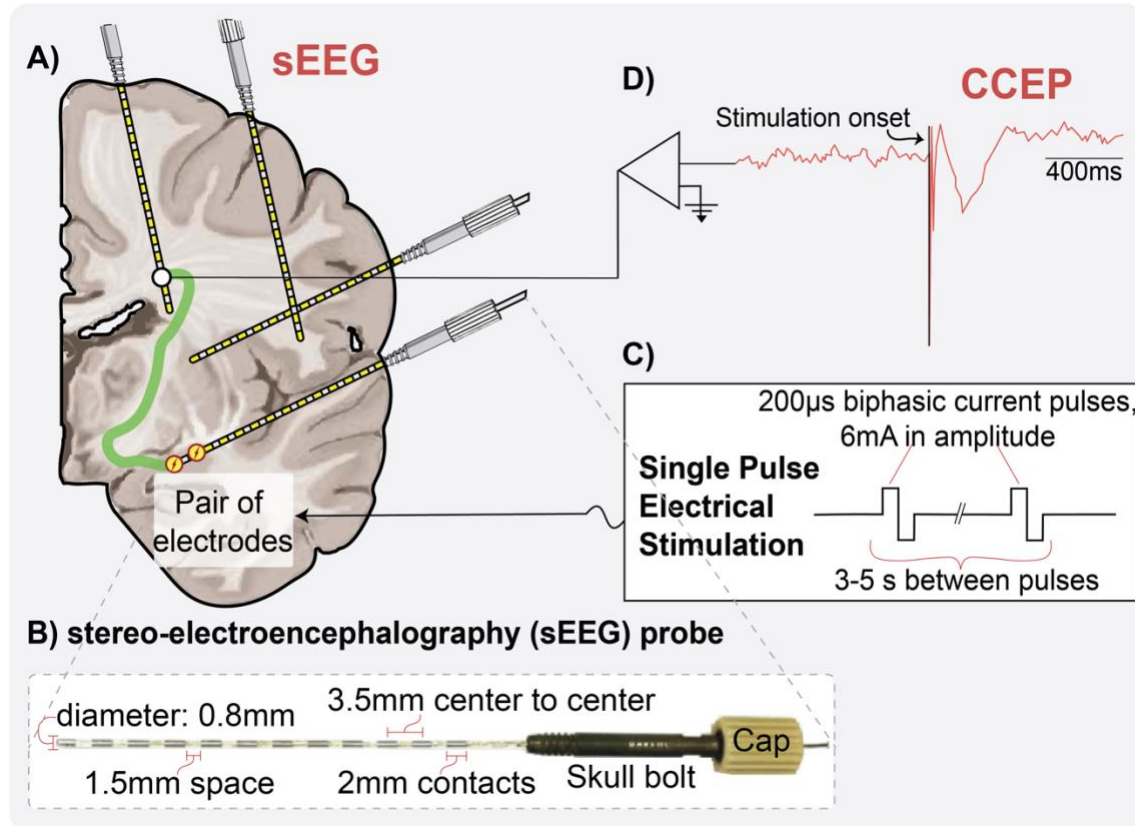 A)
sEEG
D)
CCEP
Stimulation onset
400ms
C)
200µs biphasic current pulses,
6mA in amplitude
Single Pulse
Electrical
Stimulation
3-5 s between pulses
Pair of
electrodes
B) stereo-electroencephalography (sEEG) probe
3.5mm center to center
diameter: 0.8mm
1.5mm space
2mm contacts
Skull bolt
Cap